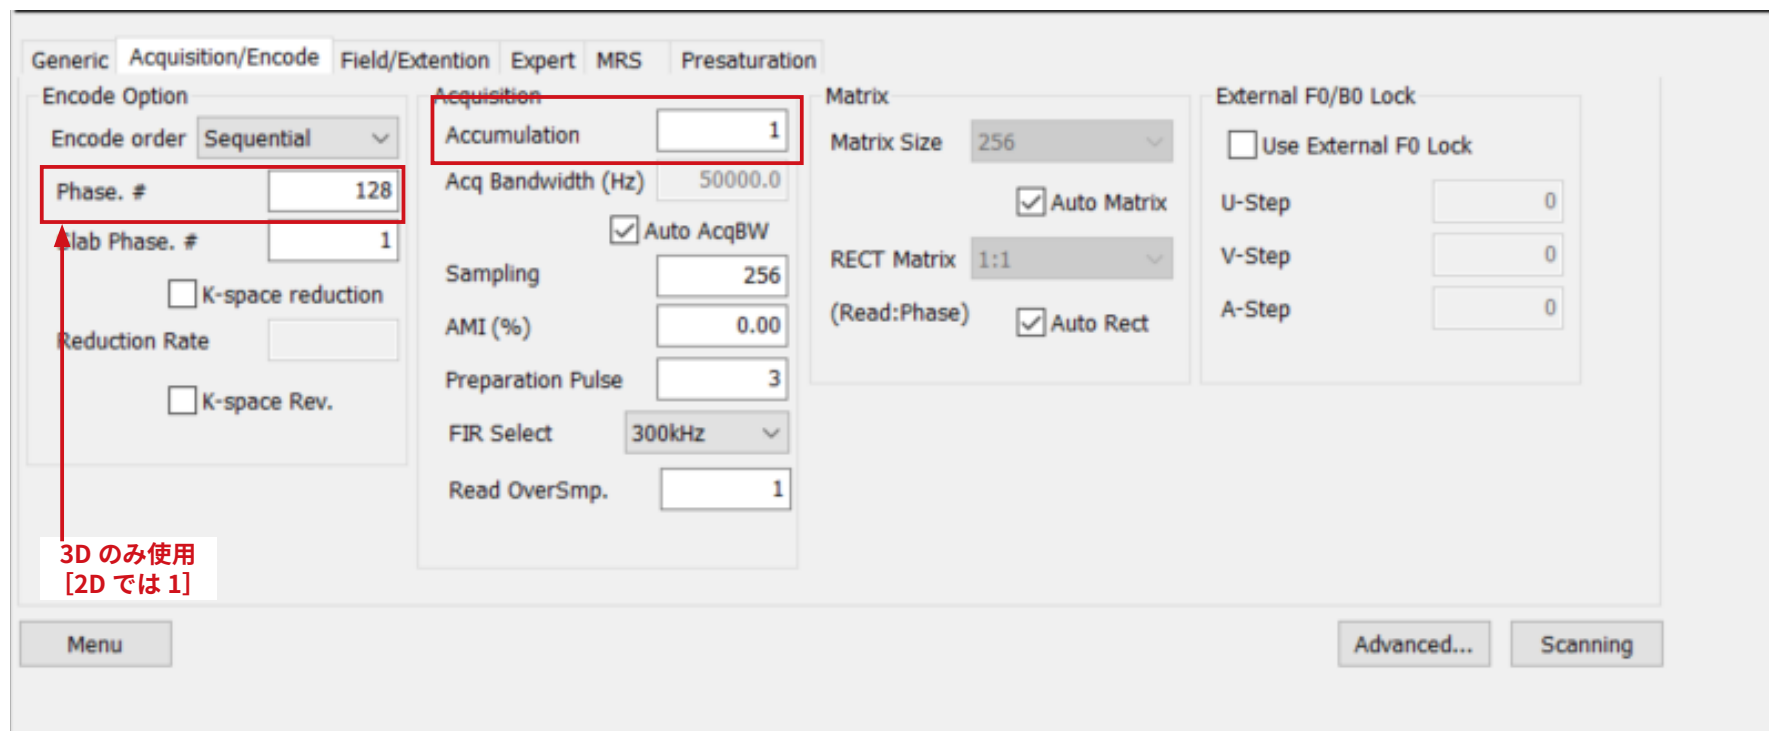 Generic Acquisition/Encode Field/Extention Expert MRS Presaturation
Encode Option
Encode order Sequential
Phase. # 128
Slab Phase. # 1
K-space reduction
Reduction Rate
K-space Rev.
3D のみ使用
[2D では 1]
Acquisition
Accumulation 1
Acq Bandwidth (Hz) 50000.0
Auto AcqBW
Sampling 256
AMI (%) 0.00
Preparation Pulse 3
FIR Select 300kHz
Read OverSmp. 1
Matrix
Matrix Size 256
Auto Matrix
RECT Matrix 1:1
(Read:Phase) Auto Rect
External F0/B0 Lock
Use External F0 Lock
U-Step 0
V-Step 0
A-Step 0
Menu Advanced... Scanning